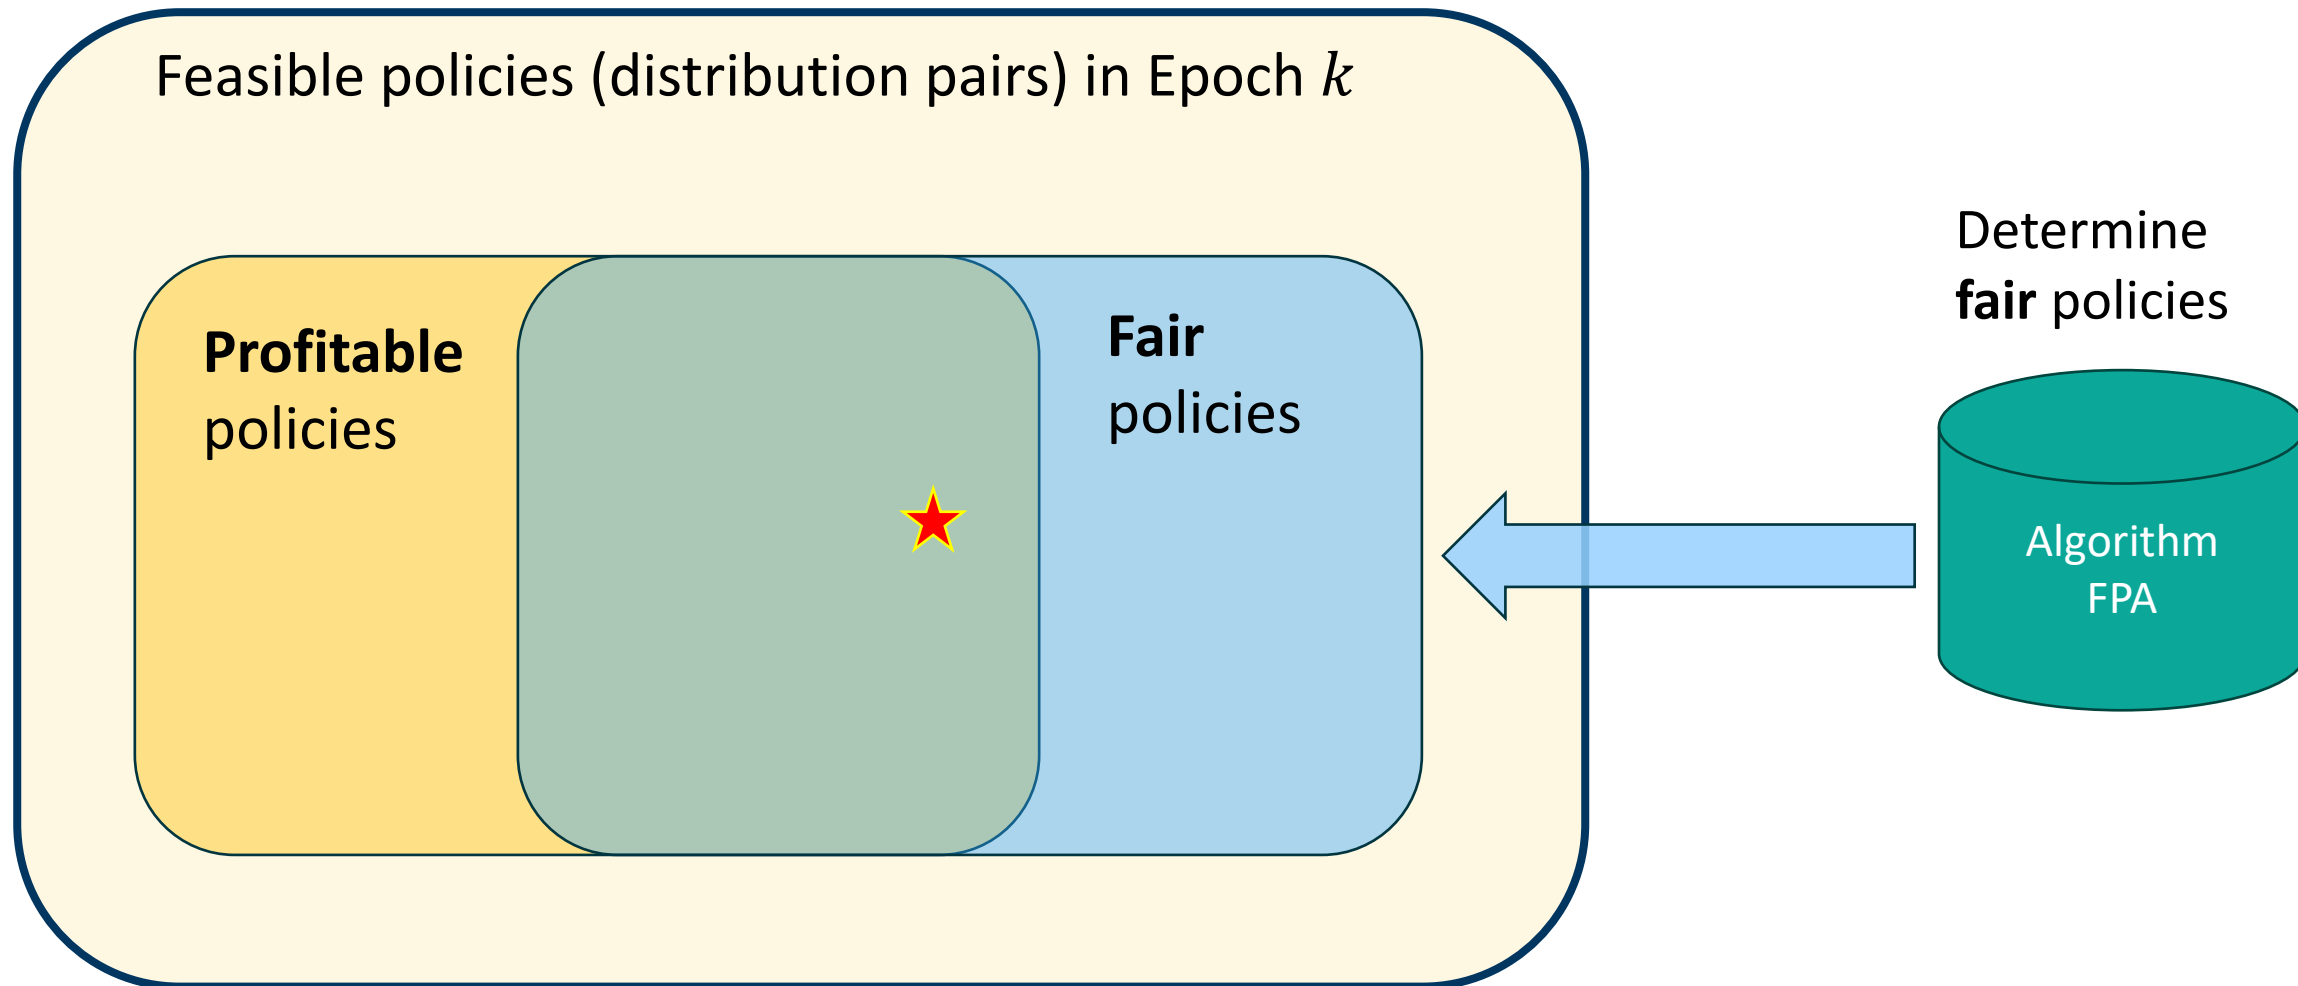 Feasible policies (distribution pairs) in Epoch k
Profitable
policies
Fair
policies
Determine
fair policies
Algorithm
FPA